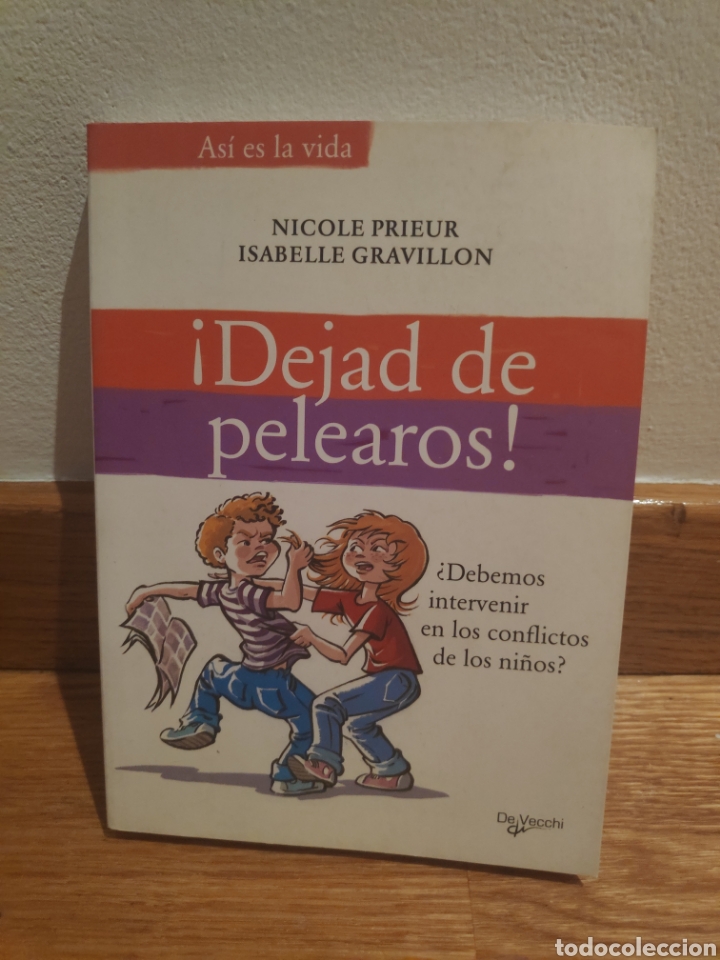 Así es la vida
NICOLE PRIEUR
ISABELLE GRAVILLON
¡Dejad de
pelearos!
¿Debemos
intervenir
en los conflictos
de los niños?
De Vecchi
todocoleccion